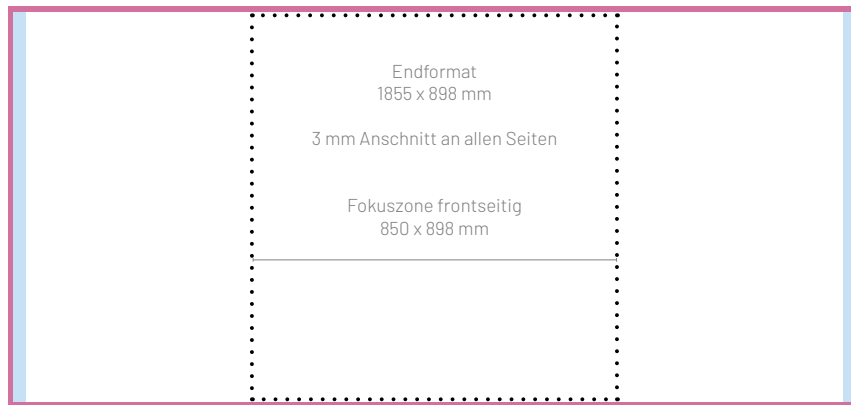 Endformat
1855 x 898 mm
3 mm Anschnitt an allen Seiten
Fokuszone frontseitig
850 x 898 mm